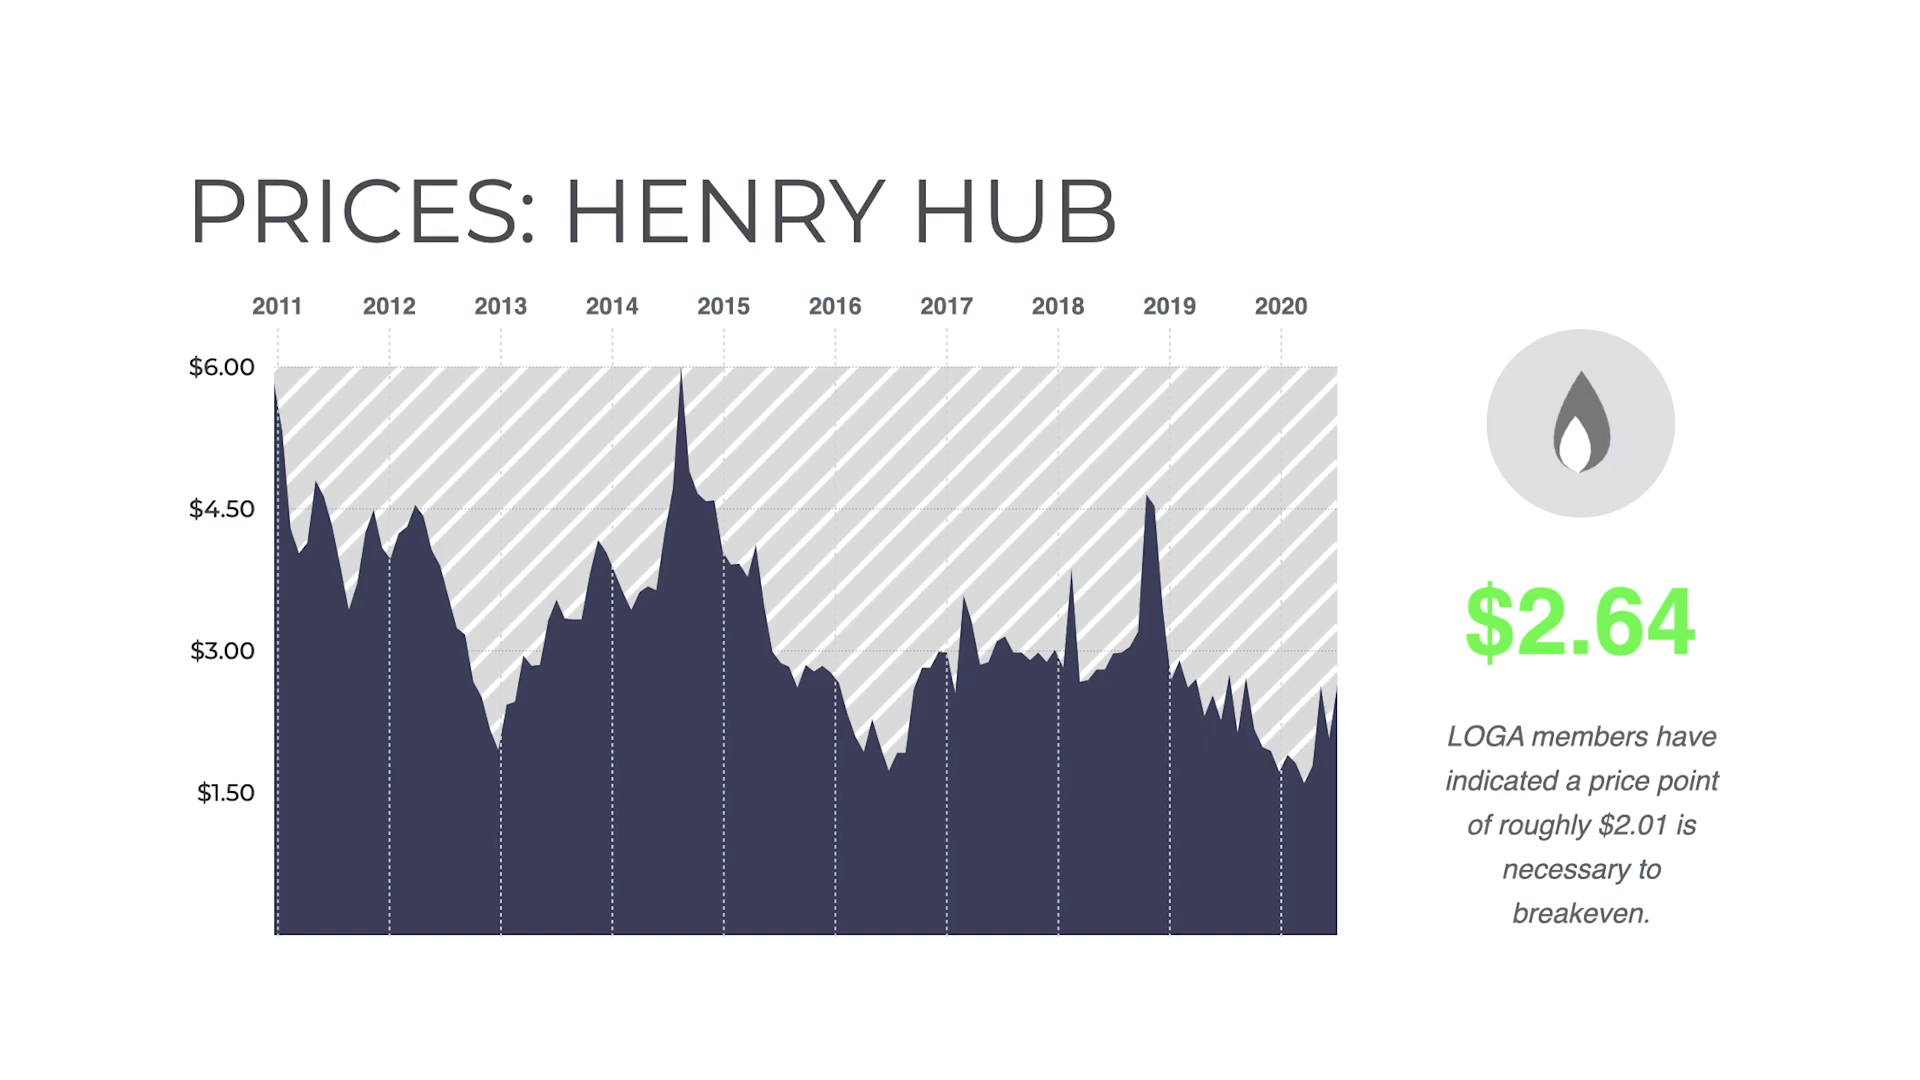 PRICES: HENRY HUB
2011 2012 2013 2014 2015 2016 2017 2018 2019 2020
$6.00
$4.50
$3.00
$1.50
$2.64
LOGA members have
indicated a price point
of roughly $2.01 is
necessary to
breakeven.